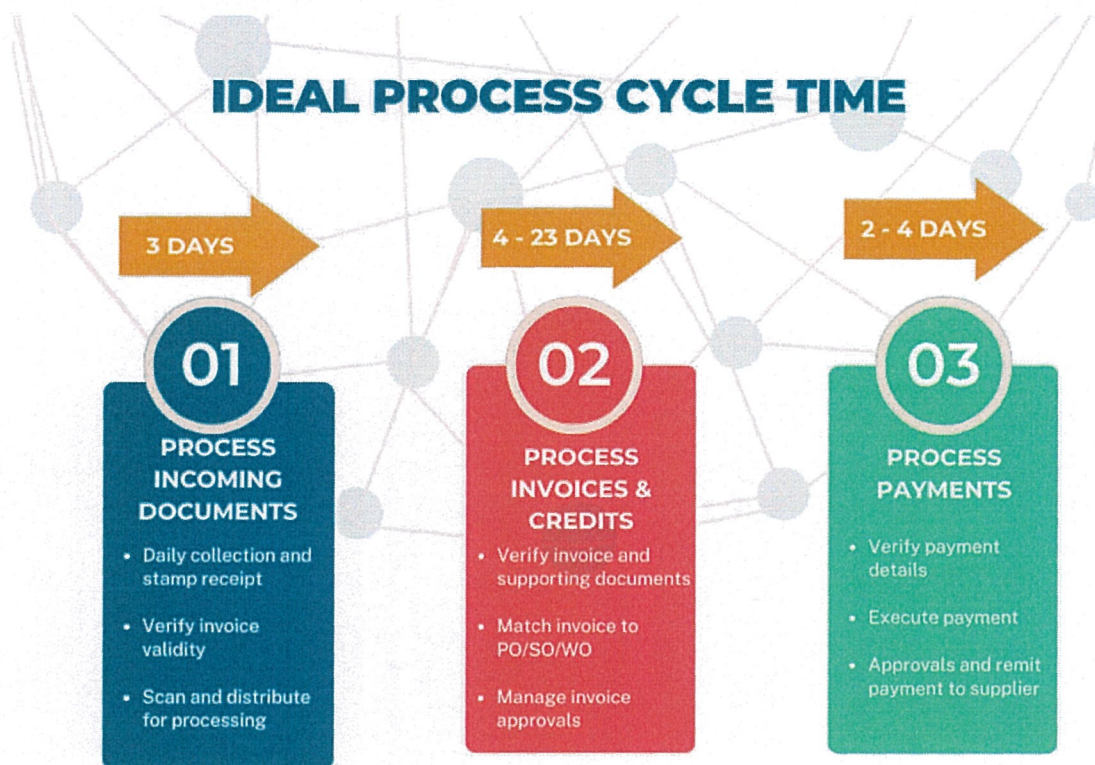 IDEAL PROCESS CYCLE TIME
3 DAYS
4 - 23 DAYS
2 - 4 DAYS
01
PROCESS
INCOMING
DOCUMENTS
• Daily collection and
stamp receipt
• Verify invoice
validity
• Scan and distribute
for processing
02
PROCESS
INVOICES &
CREDITS
• Verify invoice and
supporting documents
• Match invoice to
PO/SO/WO
• Manage invoice
approvals
03
PROCESS
PAYMENTS
• Verify payment
details
• Execute payment
• Approvals and remit
payment to supplier